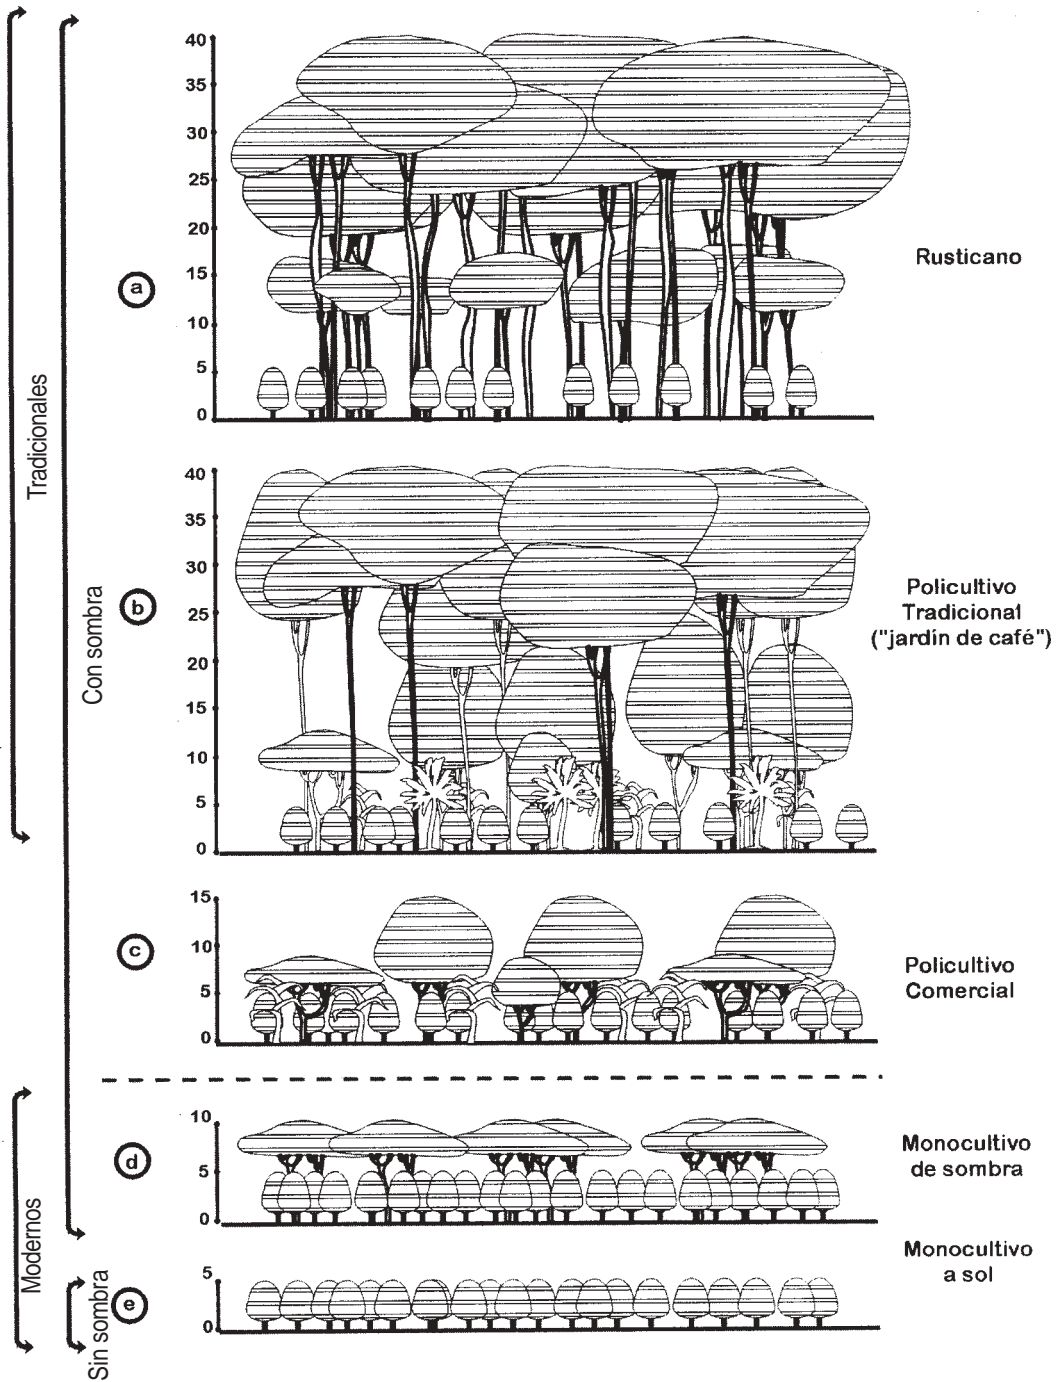 Tradicionales
Con sombra
Modernos
Sin sombra
a
40
35
30
25
20
15
10
5
0
Rusticano
b
40
35
30
25
20
15
10
5
0
Policultivo
Tradicional
("jardín de café")
c
15
10
5
0
Policultivo
Comercial
d
10
5
0
Monocultivo
de sombra
e
5
0
Monocultivo
a sol